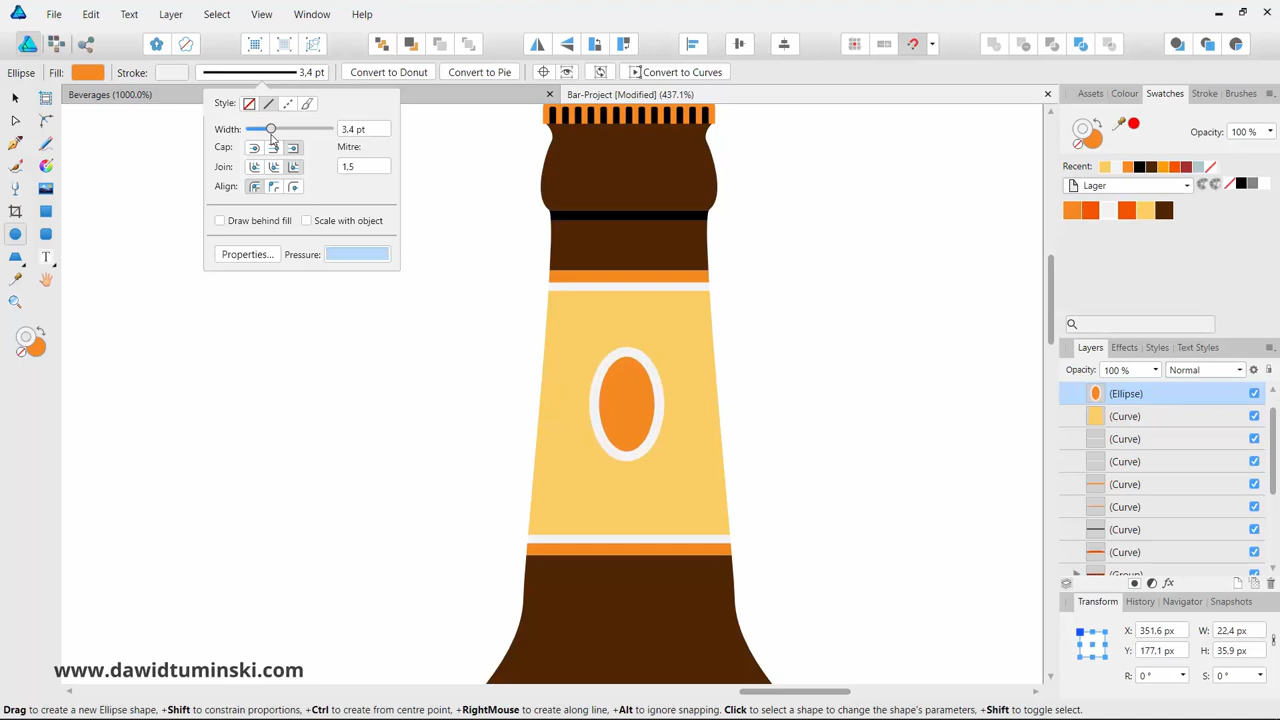 File Edit Text Layer Select View Window Help
Ellipse Fill: Stroke: 3,4 pt Convert to Donut Convert to Pie Convert to Curves
Beverages (1000.0%) Bar-Project [Modified] (437.1%)
Assets Colour Swatches Stroke Brushes
Style:
Width: 3.4 pt
Opacity: 100 %
Cap: Mitre:
Join: 1,5
Recent:
Align:
Lager
Draw behind fill Scale with object
Properties... Pressure:
T
Layers Effects Styles Text Styles
Opacity: 100 % Normal
(Ellipse)
(Curve)
(Curve)
(Curve)
(Curve)
(Curve)
(Curve)
(Curve)
(Group)
fx
Transform History Navigator Snapshots
X: 351,6 px W: 22,4 px
Y: 177,1 px H: 35,9 px
R: 0 ° S: 0 °
www.dawidtuminski.com
Drag to create a new Ellipse shape, +Shift to constrain proportions, +Ctrl to create from centre point, +RightMouse to create along line, +Alt to ignore snapping. Click to select a shape to change the shape's parameters, +Shift to toggle select.